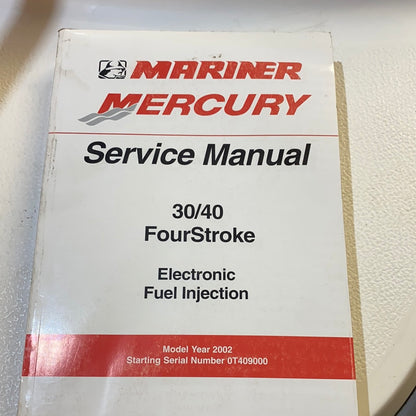 MARINER
MERCURY
Service Manual
30/40
FourStroke
Electronic
Fuel Injection
Model Year 2002
Starting Serial Number 0T409000